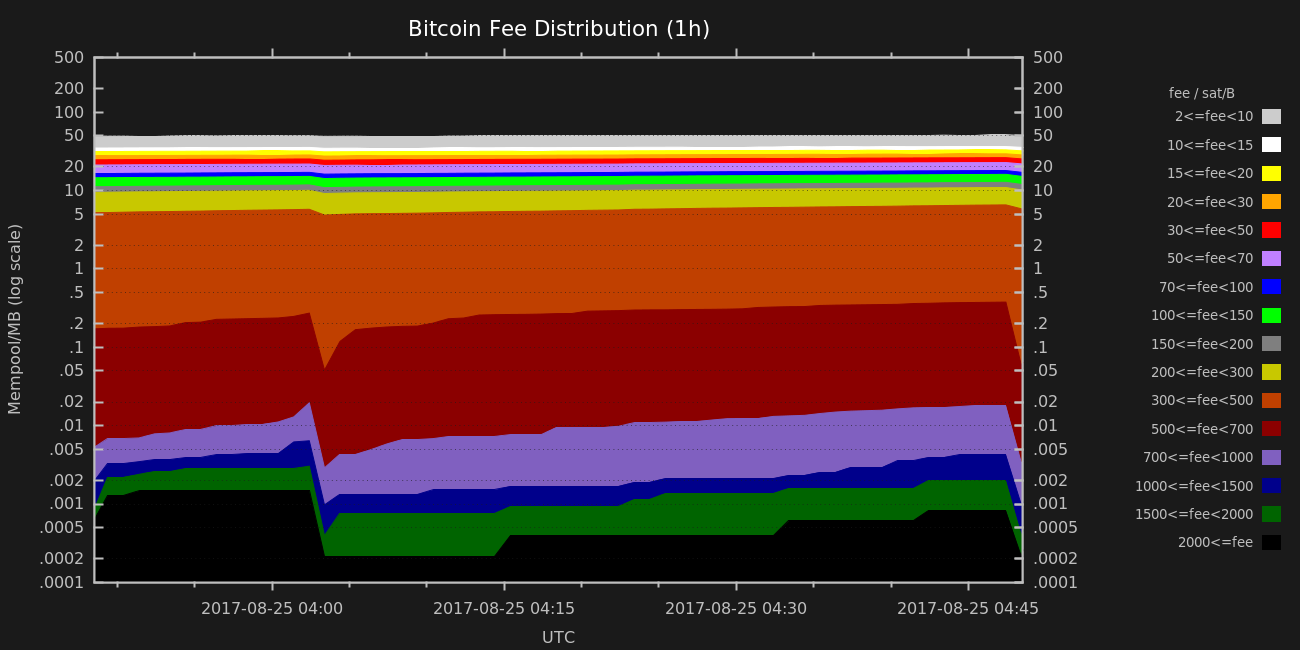 Bitcoin Fee Distribution (1h)
Mempool/MB (log scale)
500
200
100
50
20
10
5
2
1
.5
.2
.1
.05
.02
.01
.005
.002
.001
.0005
.0002
.0001
500
200
100
50
20
10
5
2
1
.5
.2
.1
.05
.02
.01
.005
.002
.001
.0005
.0002
.0001
2017-08-25 04:00
2017-08-25 04:15
2017-08-25 04:30
2017-08-25 04:45
UTC
fee / sat/B
2<=fee<10
10<=fee<15
15<=fee<20
20<=fee<30
30<=fee<50
50<=fee<70
70<=fee<100
100<=fee<150
150<=fee<200
200<=fee<300
300<=fee<500
500<=fee<700
700<=fee<1000
1000<=fee<1500
1500<=fee<2000
2000<=fee